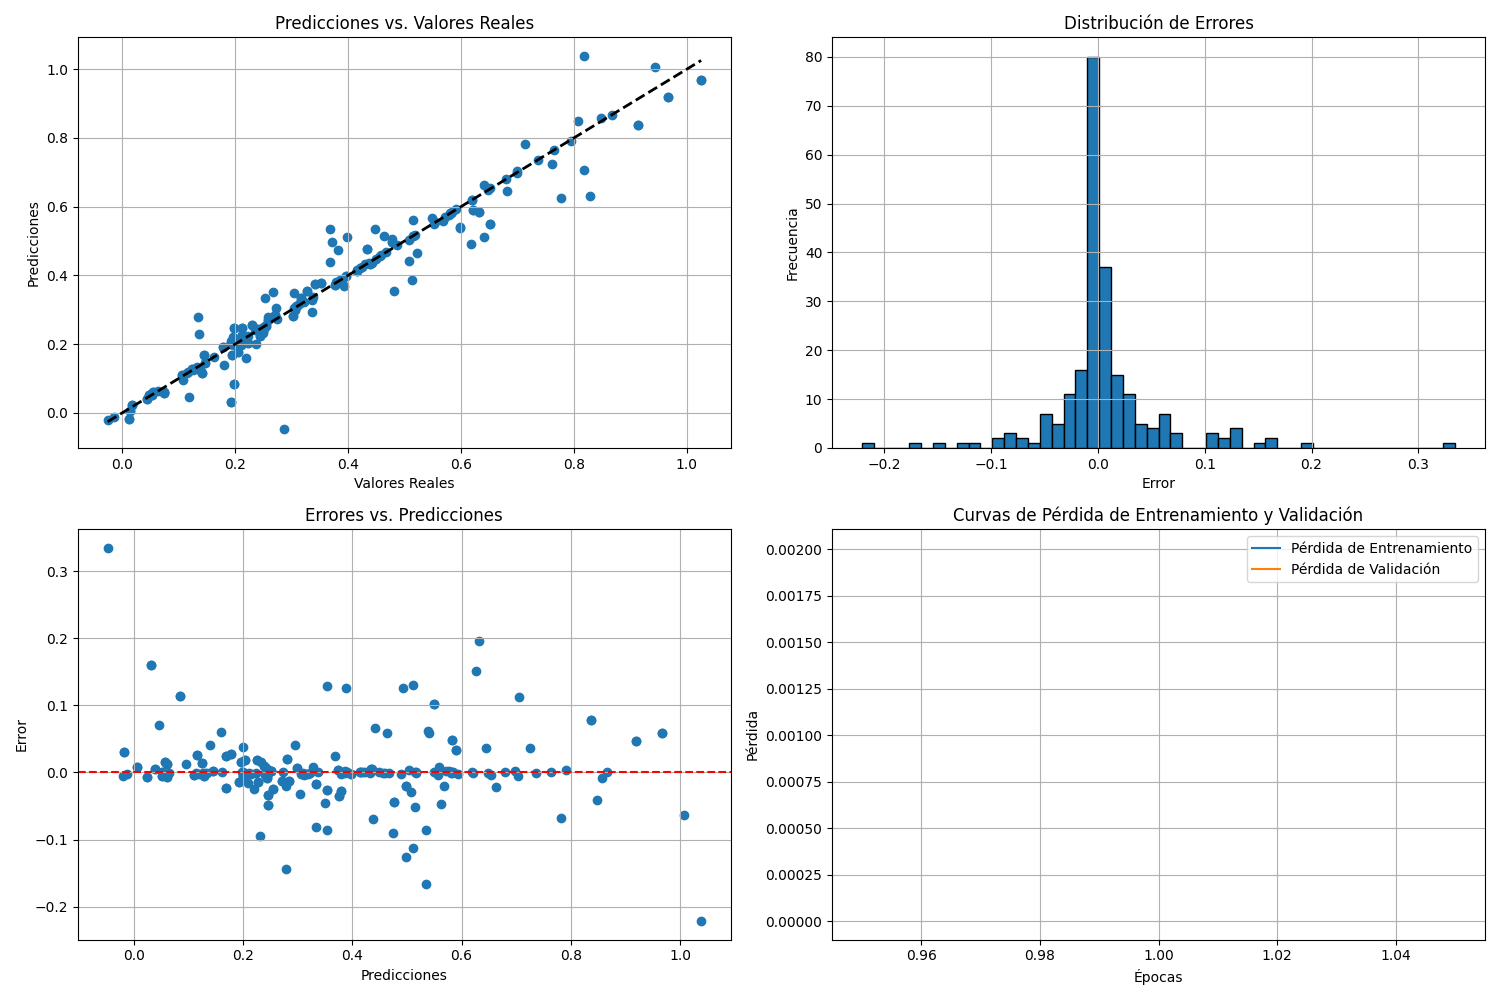 Predicciones vs. Valores Reales
Predicciones
1.0
0.8
0.6
0.4
0.2
0.0
0.0 0.2 0.4 0.6 0.8 1.0
Valores Reales
Distribución de Errores
Frecuencia
80
70
60
50
40
30
20
10
0
−0.2 −0.1 0.0 0.1 0.2 0.3
Error
Errores vs. Predicciones
Error
0.3
0.2
0.1
0.0
−0.1
−0.2
0.0 0.2 0.4 0.6 0.8 1.0
Predicciones
Curvas de Pérdida de Entrenamiento y Validación
Pérdida
0.00200
0.00175
0.00150
0.00125
0.00100
0.00075
0.00050
0.00025
0.00000
Pérdida de Entrenamiento
Pérdida de Validación
0.96 0.98 1.00 1.02 1.04
Épocas